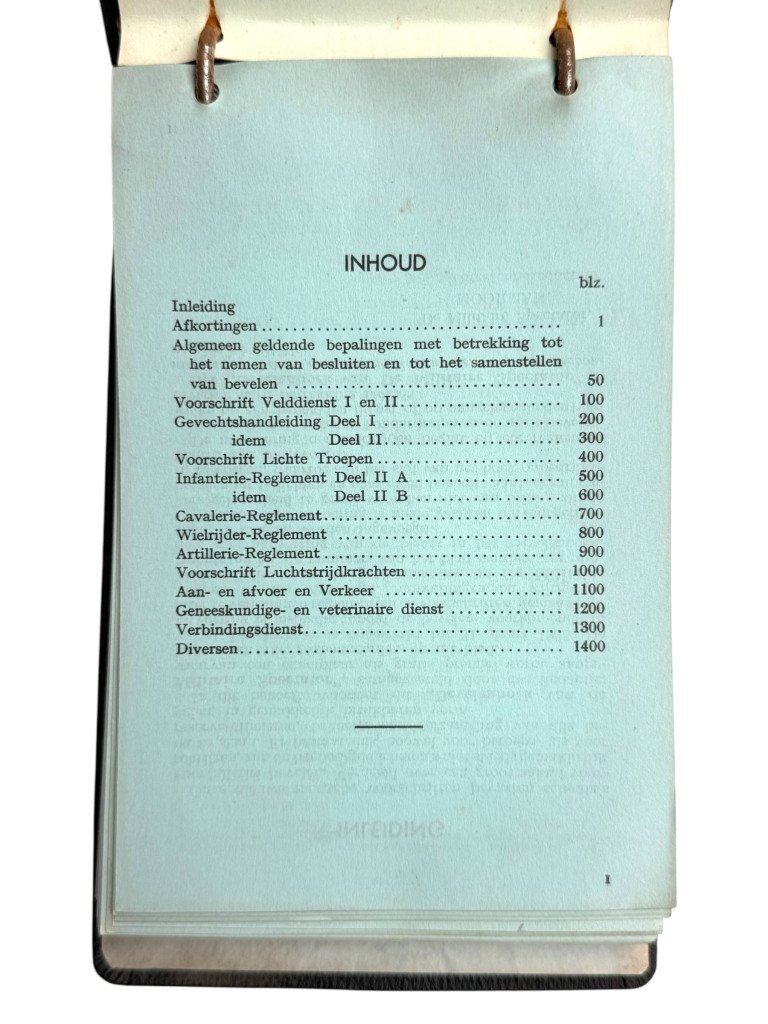 INHOUD
blz.
Inleiding
Afkortingen ........................................ 1
Algemeen geldende bepalingen met betrekking tot
het nemen van besluiten en tot het samenstellen
van bevelen .................................... 50
Voorschrift Velddienst I en II...................... 100
Gevechtshandleiding Deel I ........................ 200
idem Deel II........................ 300
Voorschrift Lichte Troepen ........................ 400
Infanterie-Reglement Deel II A .................... 500
idem Deel II B .................... 600
Cavalerie-Reglement................................ 700
Wielrijder-Reglement .............................. 800
Artillerie-Reglement................................ 900
Voorschrift Luchtstrijdkrachten .................... 1000
Aan- en afvoer en Verkeer ........................ 1100
Geneeskundige- en veterinaire dienst .............. 1200
Verbindingsdienst.................................. 1300
Diversen............................................ 1400
I